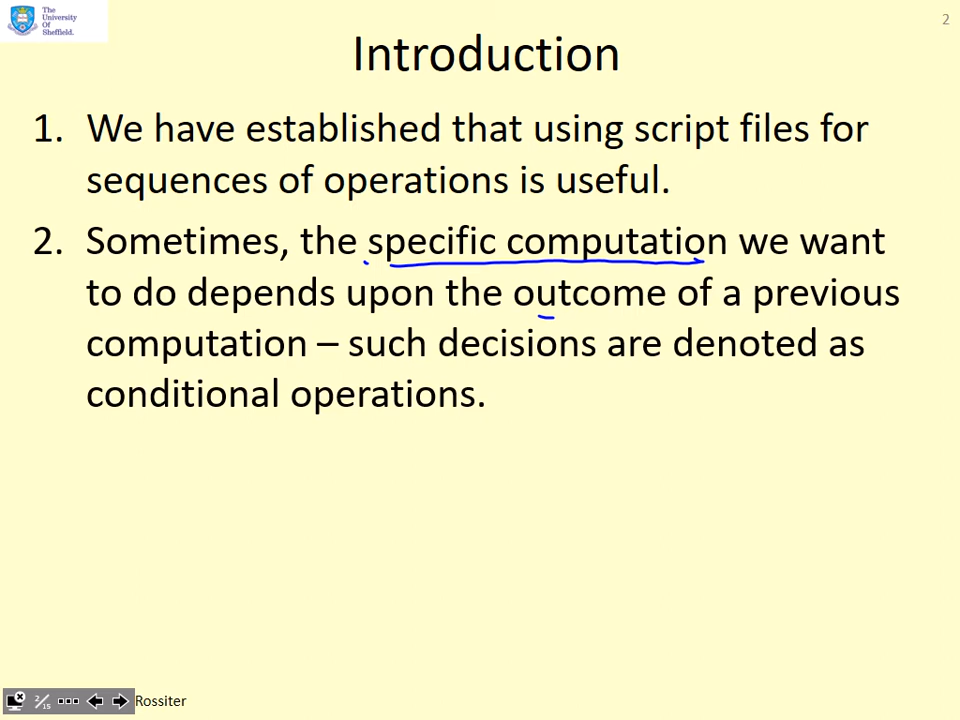 The
University
Of
Sheffield.
2
Introduction
1. We have established that using script files for
sequences of operations is useful.
2. Sometimes, the specific computation we want
to do depends upon the outcome of a previous
computation – such decisions are denoted as
conditional operations.
2/15
Rossiter